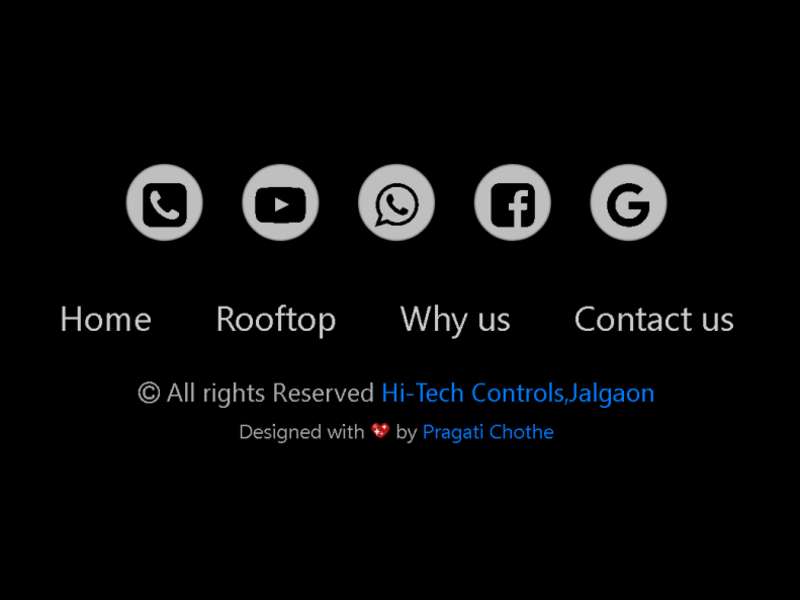 Home Rooftop Why us Contact us
© All rights Reserved Hi-Tech Controls,Jalgaon
Designed with 💖 by Pragati Chothe